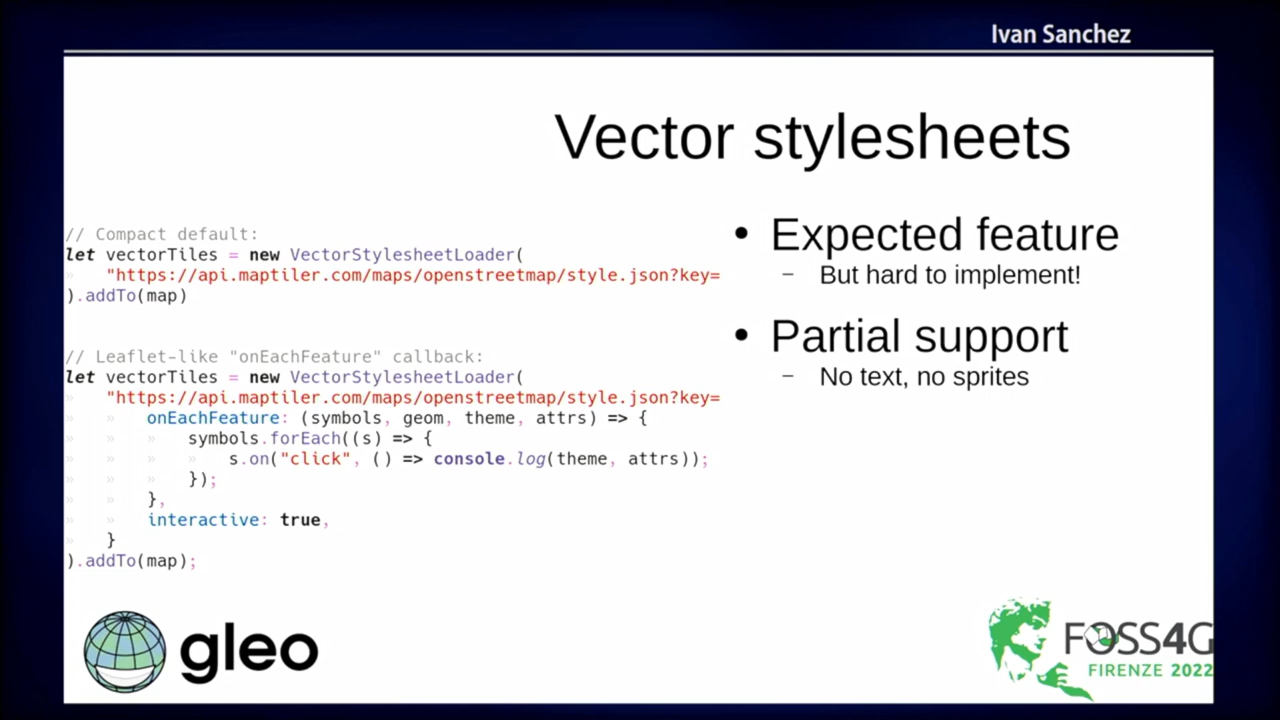 Ivan Sanchez
Vector stylesheets
// Compact default:
let vectorTiles = new VectorStylesheetLoader(
» "https://api.maptiler.com/maps/openstreetmap/style.json?key=
).addTo(map)
// Leaflet-like "onEachFeature" callback:
let vectorTiles = new VectorStylesheetLoader(
» "https://api.maptiler.com/maps/openstreetmap/style.json?key=
» » onEachFeature: (symbols, geom, theme, attrs) => {
» » » symbols.forEach((s) => {
» » » » s.on("click", () => console.log(theme, attrs));
» » » });
» » },
» » interactive: true,
» }
).addTo(map);
• Expected feature
– But hard to implement!
• Partial support
– No text, no sprites
gleo
FOSS4G
FIRENZE 2022